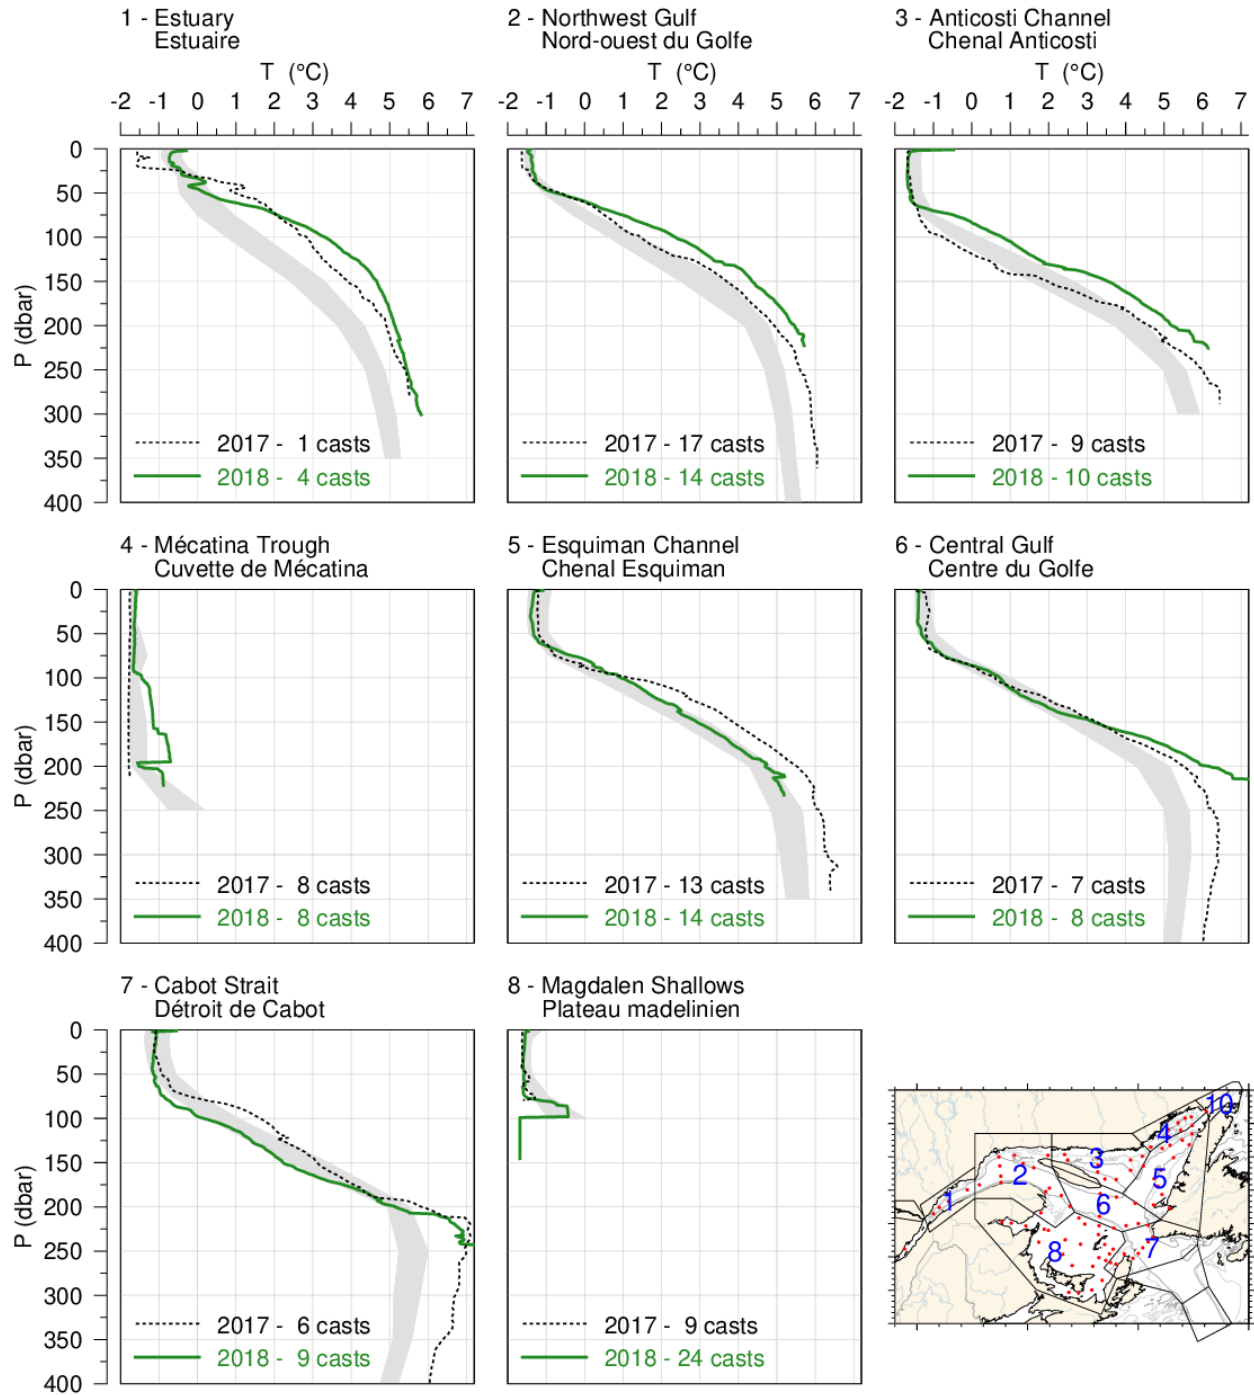 1 - Estuary
Estuaire
2 - Northwest Gulf
Nord-ouest du Golfe
3 - Anticosti Channel
Chenal Anticosti
T (°C)
T (°C)
T (°C)
-2 -1 0 1 2 3 4 5 6 7
-2 -1 0 1 2 3 4 5 6 7
-2 -1 0 1 2 3 4 5 6 7
P (dbar)
0
50
100
150
200
250
300
350
400
2017 - 1 casts
2018 - 4 casts
2017 - 17 casts
2018 - 14 casts
2017 - 9 casts
2018 - 10 casts
4 - Mécatina Trough
Cuvette de Mécatina
5 - Esquiman Channel
Chenal Esquiman
6 - Central Gulf
Centre du Golfe
P (dbar)
0
50
100
150
200
250
300
350
400
2017 - 8 casts
2018 - 8 casts
2017 - 13 casts
2018 - 14 casts
2017 - 7 casts
2018 - 8 casts
7 - Cabot Strait
Détroit de Cabot
8 - Magdalen Shallows
Plateau madelinien
P (dbar)
0
50
100
150
200
250
300
350
400
2017 - 6 casts
2018 - 9 casts
2017 - 9 casts
2018 - 24 casts
10
4
3
2
5
1
6
8
7